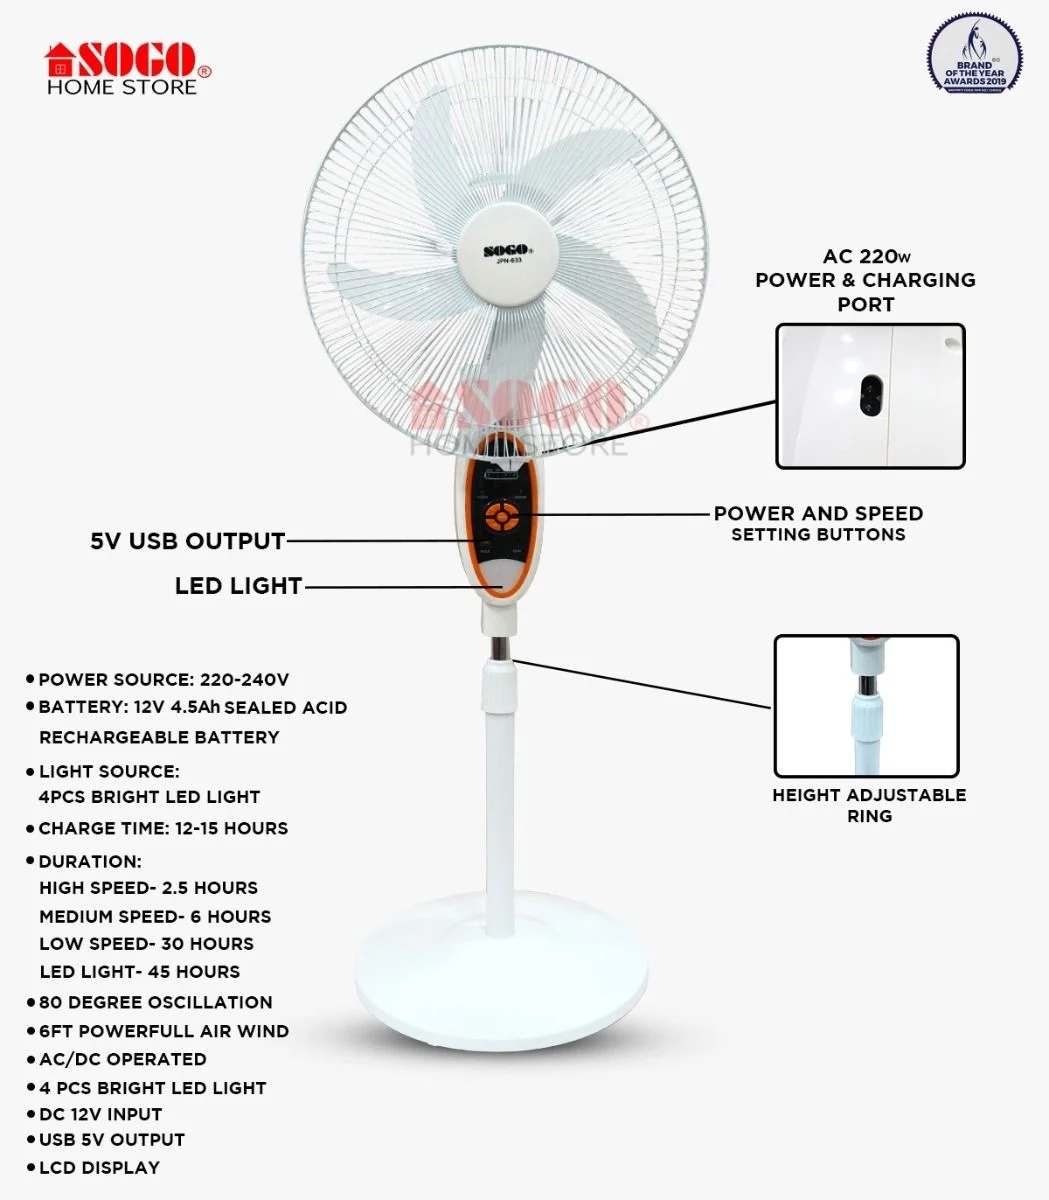 SOGO®
HOME STORE
BRAND
OF THE YEAR
AWARDS 2019
SOGO®
JPN-633
SOGO®
HOME STORE
AC 220W
POWER & CHARGING
PORT
POWER AND SPEED
SETTING BUTTONS
5V USB OUTPUT
LED LIGHT
HEIGHT ADJUSTABLE
RING
• POWER SOURCE: 220-240V
• BATTERY: 12V 4.5Ah SEALED ACID
RECHARGEABLE BATTERY
• LIGHT SOURCE:
4PCS BRIGHT LED LIGHT
• CHARGE TIME: 12-15 HOURS
• DURATION:
HIGH SPEED- 2.5 HOURS
MEDIUM SPEED- 6 HOURS
LOW SPEED- 30 HOURS
LED LIGHT- 45 HOURS
• 80 DEGREE OSCILLATION
• 6FT POWERFULL AIR WIND
• AC/DC OPERATED
• 4 PCS BRIGHT LED LIGHT
• DC 12V INPUT
• USB 5V OUTPUT
• LCD DISPLAY